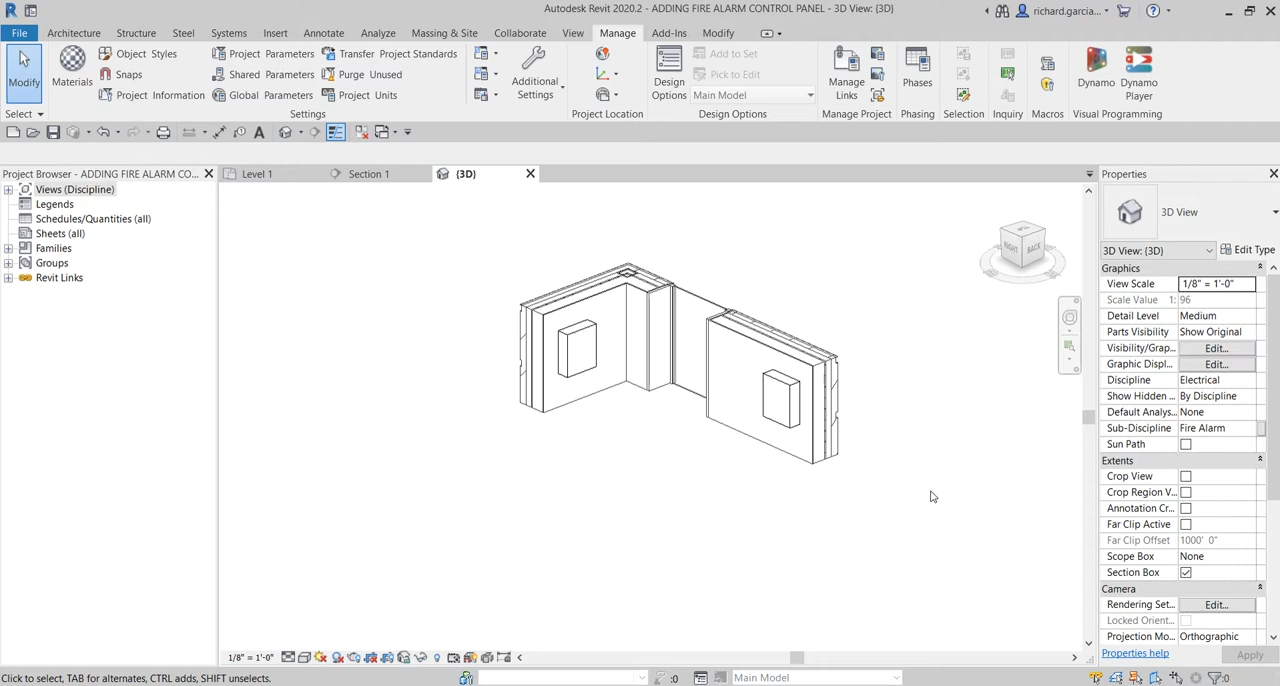 Autodesk Revit 2020.2 - ADDING FIRE ALARM CONTROL PANEL - 3D View: {3D}
richard.garcia...
File Architecture Structure Steel Systems Insert Annotate Analyze Massing & Site Collaborate View Manage Add-Ins Modify
Modify
Materials
Object Styles
Snaps
Project Information
Project Parameters
Shared Parameters
Global Parameters
Transfer Project Standards
Purge Unused
Project Units
Additional Settings
Design Options
Add to Set
Pick to Edit
Main Model
Manage Links
Phases
Dynamo
Dynamo Player
Select
Settings
Project Location
Design Options
Manage Project
Phasing
Selection
Inquiry
Macros
Visual Programming
Project Browser - ADDING FIRE ALARM CO...
Views (Discipline)
Legends
Schedules/Quantities (all)
Sheets (all)
Families
Groups
Revit Links
Level 1
Section 1
{3D}
RIGHT
BACK
Properties
3D View
3D View: {3D}
Edit Type
Graphics
View Scale 1/8" = 1'-0"
Scale Value 1: 96
Detail Level Medium
Parts Visibility Show Original
Visibility/Grap... Edit...
Graphic Displ... Edit...
Discipline Electrical
Show Hidden ... By Discipline
Default Analys... None
Sub-Discipline Fire Alarm
Sun Path
Extents
Crop View
Crop Region V...
Annotation Cr...
Far Clip Active
Far Clip Offset 1000' 0"
Scope Box None
Section Box
Camera
Rendering Set... Edit...
Locked Orient...
Projection Mo... Orthographic
Properties help
Apply
1/8" = 1'-0"
Click to select, TAB for alternates, CTRL adds, SHIFT unselects.
:0
Main Model
:0